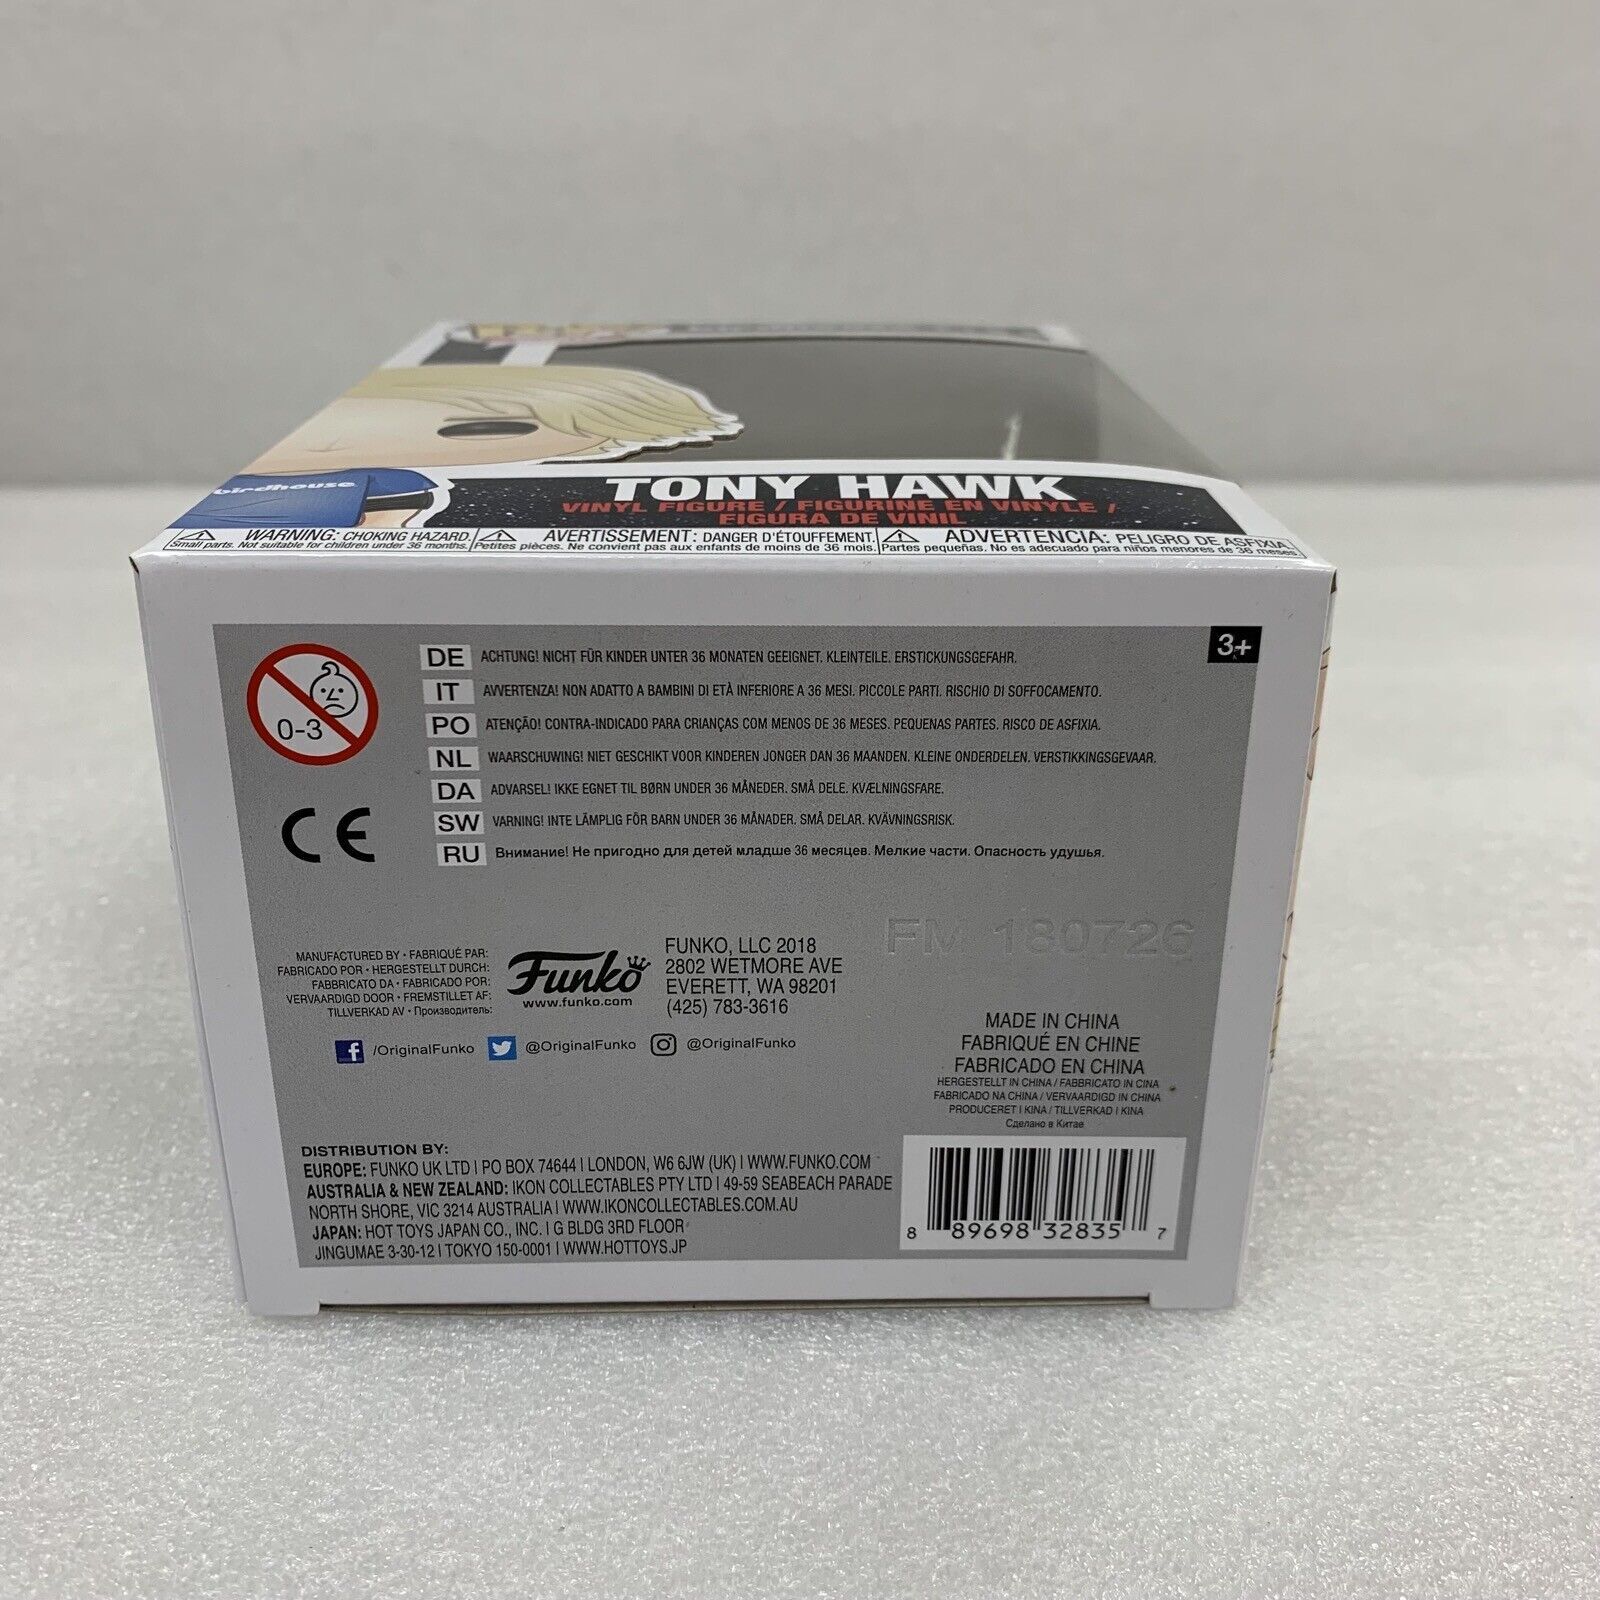 birdhouse
TONY HAWK
VINYL FIGURE / FIGURINE EN VINYLE /
FIGURA DE VINIL
WARNING: CHOKING HAZARD.
Small parts. Not suitable for children under 36 months.
AVERTISSEMENT: DANGER D'ÉTOUFFEMENT.
Petites pièces. Ne convient pas aux enfants de moins de 36 mois.
ADVERTENCIA: PELIGRO DE ASFIXIA.
Partes pequeñas. No es adecuado para niños menores de 36 meses
3+
0-3
DE ACHTUNG! NICHT FÜR KINDER UNTER 36 MONATEN GEEIGNET. KLEINTEILE. ERSTICKUNGSGEFAHR.
IT AVVERTENZA! NON ADATTO A BAMBINI DI ETÀ INFERIORE A 36 MESI. PICCOLE PARTI. RISCHIO DI SOFFOCAMENTO.
PO ATENÇÃO! CONTRA-INDICADO PARA CRIANÇAS COM MENOS DE 36 MESES. PEQUENAS PARTES. RISCO DE ASFIXIA.
NL WAARSCHUWING! NIET GESCHIKT VOOR KINDEREN JONGER DAN 36 MAANDEN. KLEINE ONDERDELEN. VERSTIKKINGSGEVAAR.
DA ADVARSEL! IKKE EGNET TIL BØRN UNDER 36 MÅNEDER. SMÅ DELE. KVÆLNINGSFARE.
SW VARNING! INTE LÄMPLIG FÖR BARN UNDER 36 MÅNADER. SMÅ DELAR. KVÄVNINGSRISK.
RU Внимание! Не пригодно для детей младше 36 месяцев. Мелкие части. Опасность удушья.
CE
FM 180726
MANUFACTURED BY • FABRIQUÉ PAR:
FABRICADO POR • HERGESTELLT DURCH:
FABBRICATO DA • FABRICADO POR:
VERVAARDIGD DOOR • FREMSTILLET AF:
TILLVERKAD AV • Производитель:
Funko
www.funko.com
FUNKO, LLC 2018
2802 WETMORE AVE
EVERETT, WA 98201
(425) 783-3616
f /OriginalFunko @OriginalFunko @OriginalFunko
MADE IN CHINA
FABRIQUÉ EN CHINE
FABRICADO EN CHINA
HERGESTELLT IN CHINA / FABBRICATO IN CINA
FABRICADO NA CHINA / VERVAARDIGD IN CHINA
PRODUCERET I KINA / TILLVERKAD I KINA
Сделано в Китае
DISTRIBUTION BY:
EUROPE: FUNKO UK LTD | PO BOX 74644 | LONDON, W6 6JW (UK) | WWW.FUNKO.COM
AUSTRALIA & NEW ZEALAND: IKON COLLECTABLES PTY LTD | 49-59 SEABEACH PARADE
NORTH SHORE, VIC 3214 AUSTRALIA | WWW.IKONCOLLECTABLES.COM.AU
JAPAN: HOT TOYS JAPAN CO., INC. | G BLDG 3RD FLOOR
JINGUMAE 3-30-12 | TOKYO 150-0001 | WWW.HOTTOYS.JP
8 89698 32835 7